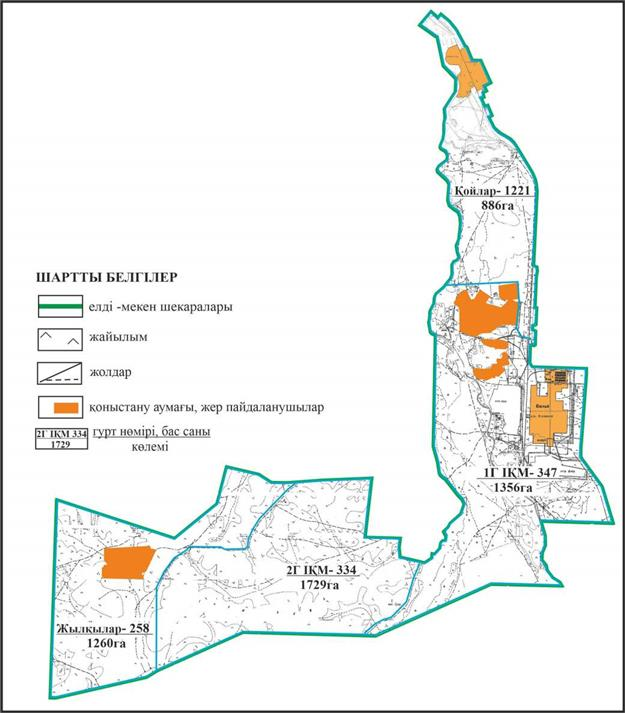 Қойлар- 1221
886га
ШАРТТЫ БЕЛГІЛЕР
елді -мекен шекаралары
жайылым
жолдар
қоныстану аумағы, жер пайдаланушылар
2Г ІҚМ 334
1729
гурт нөмірі, бас саны
көлемі
1Г ІҚМ- 347
1356га
2Г ІҚМ- 334
1729га
Жылқылар- 258
1260га